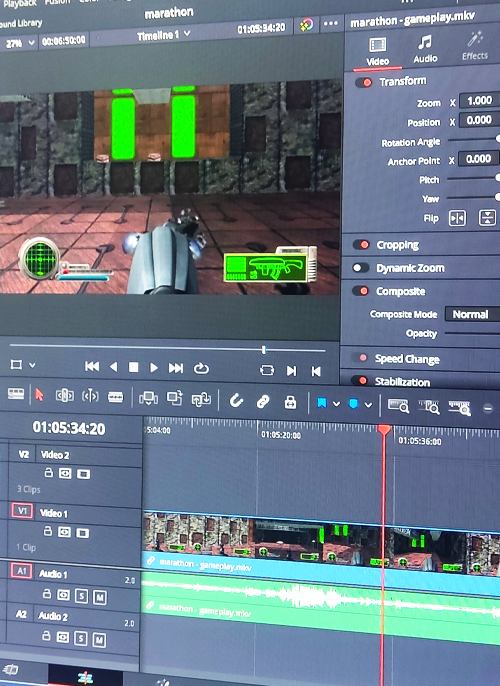 Playback
Fusion
ound Library
marathon
27%
00:06:50:00
Timeline 1
01:05:34:20
marathon - gameplay.mkv
Video
Audio
Effects
Transform
Zoom X 1.000
Position X 0.000
Rotation Angle
Anchor Point X 0.000
Pitch
Yaw
Flip
Cropping
Dynamic Zoom
Composite
Composite Mode Normal
Opacity
Speed Change
Stabilization
01:05:34:20
5:04:00
01:05:20:00
01:05:36:00
V2 Video 2
3 Clips
V1 Video 1
1 Clip
marathon - gameplay.mkv
A1 Audio 1 2.0
S M
marathon - gameplay.mkv
A2 Audio 2 2.0
S M